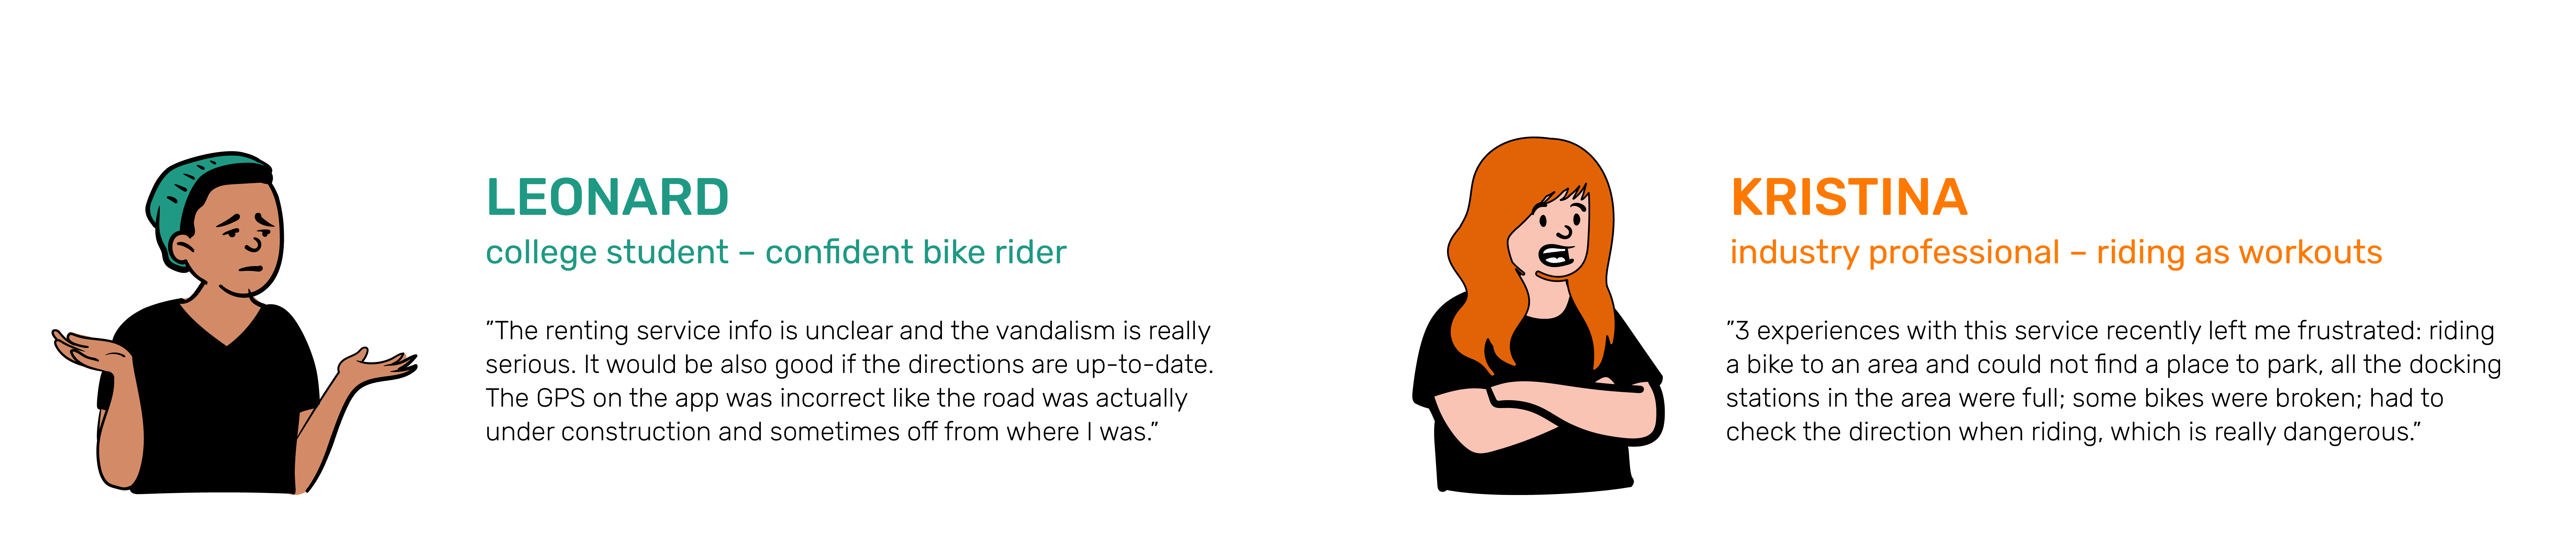 LEONARD
college student – confident bike rider
”The renting service info is unclear and the vandalism is really
serious. It would be also good if the directions are up-to-date.
The GPS on the app was incorrect like the road was actually
under construction and sometimes off from where I was.”
KRISTINA
industry professional – riding as workouts
”3 experiences with this service recently left me frustrated: riding
a bike to an area and could not find a place to park, all the docking
stations in the area were full; some bikes were broken; had to
check the direction when riding, which is really dangerous.”